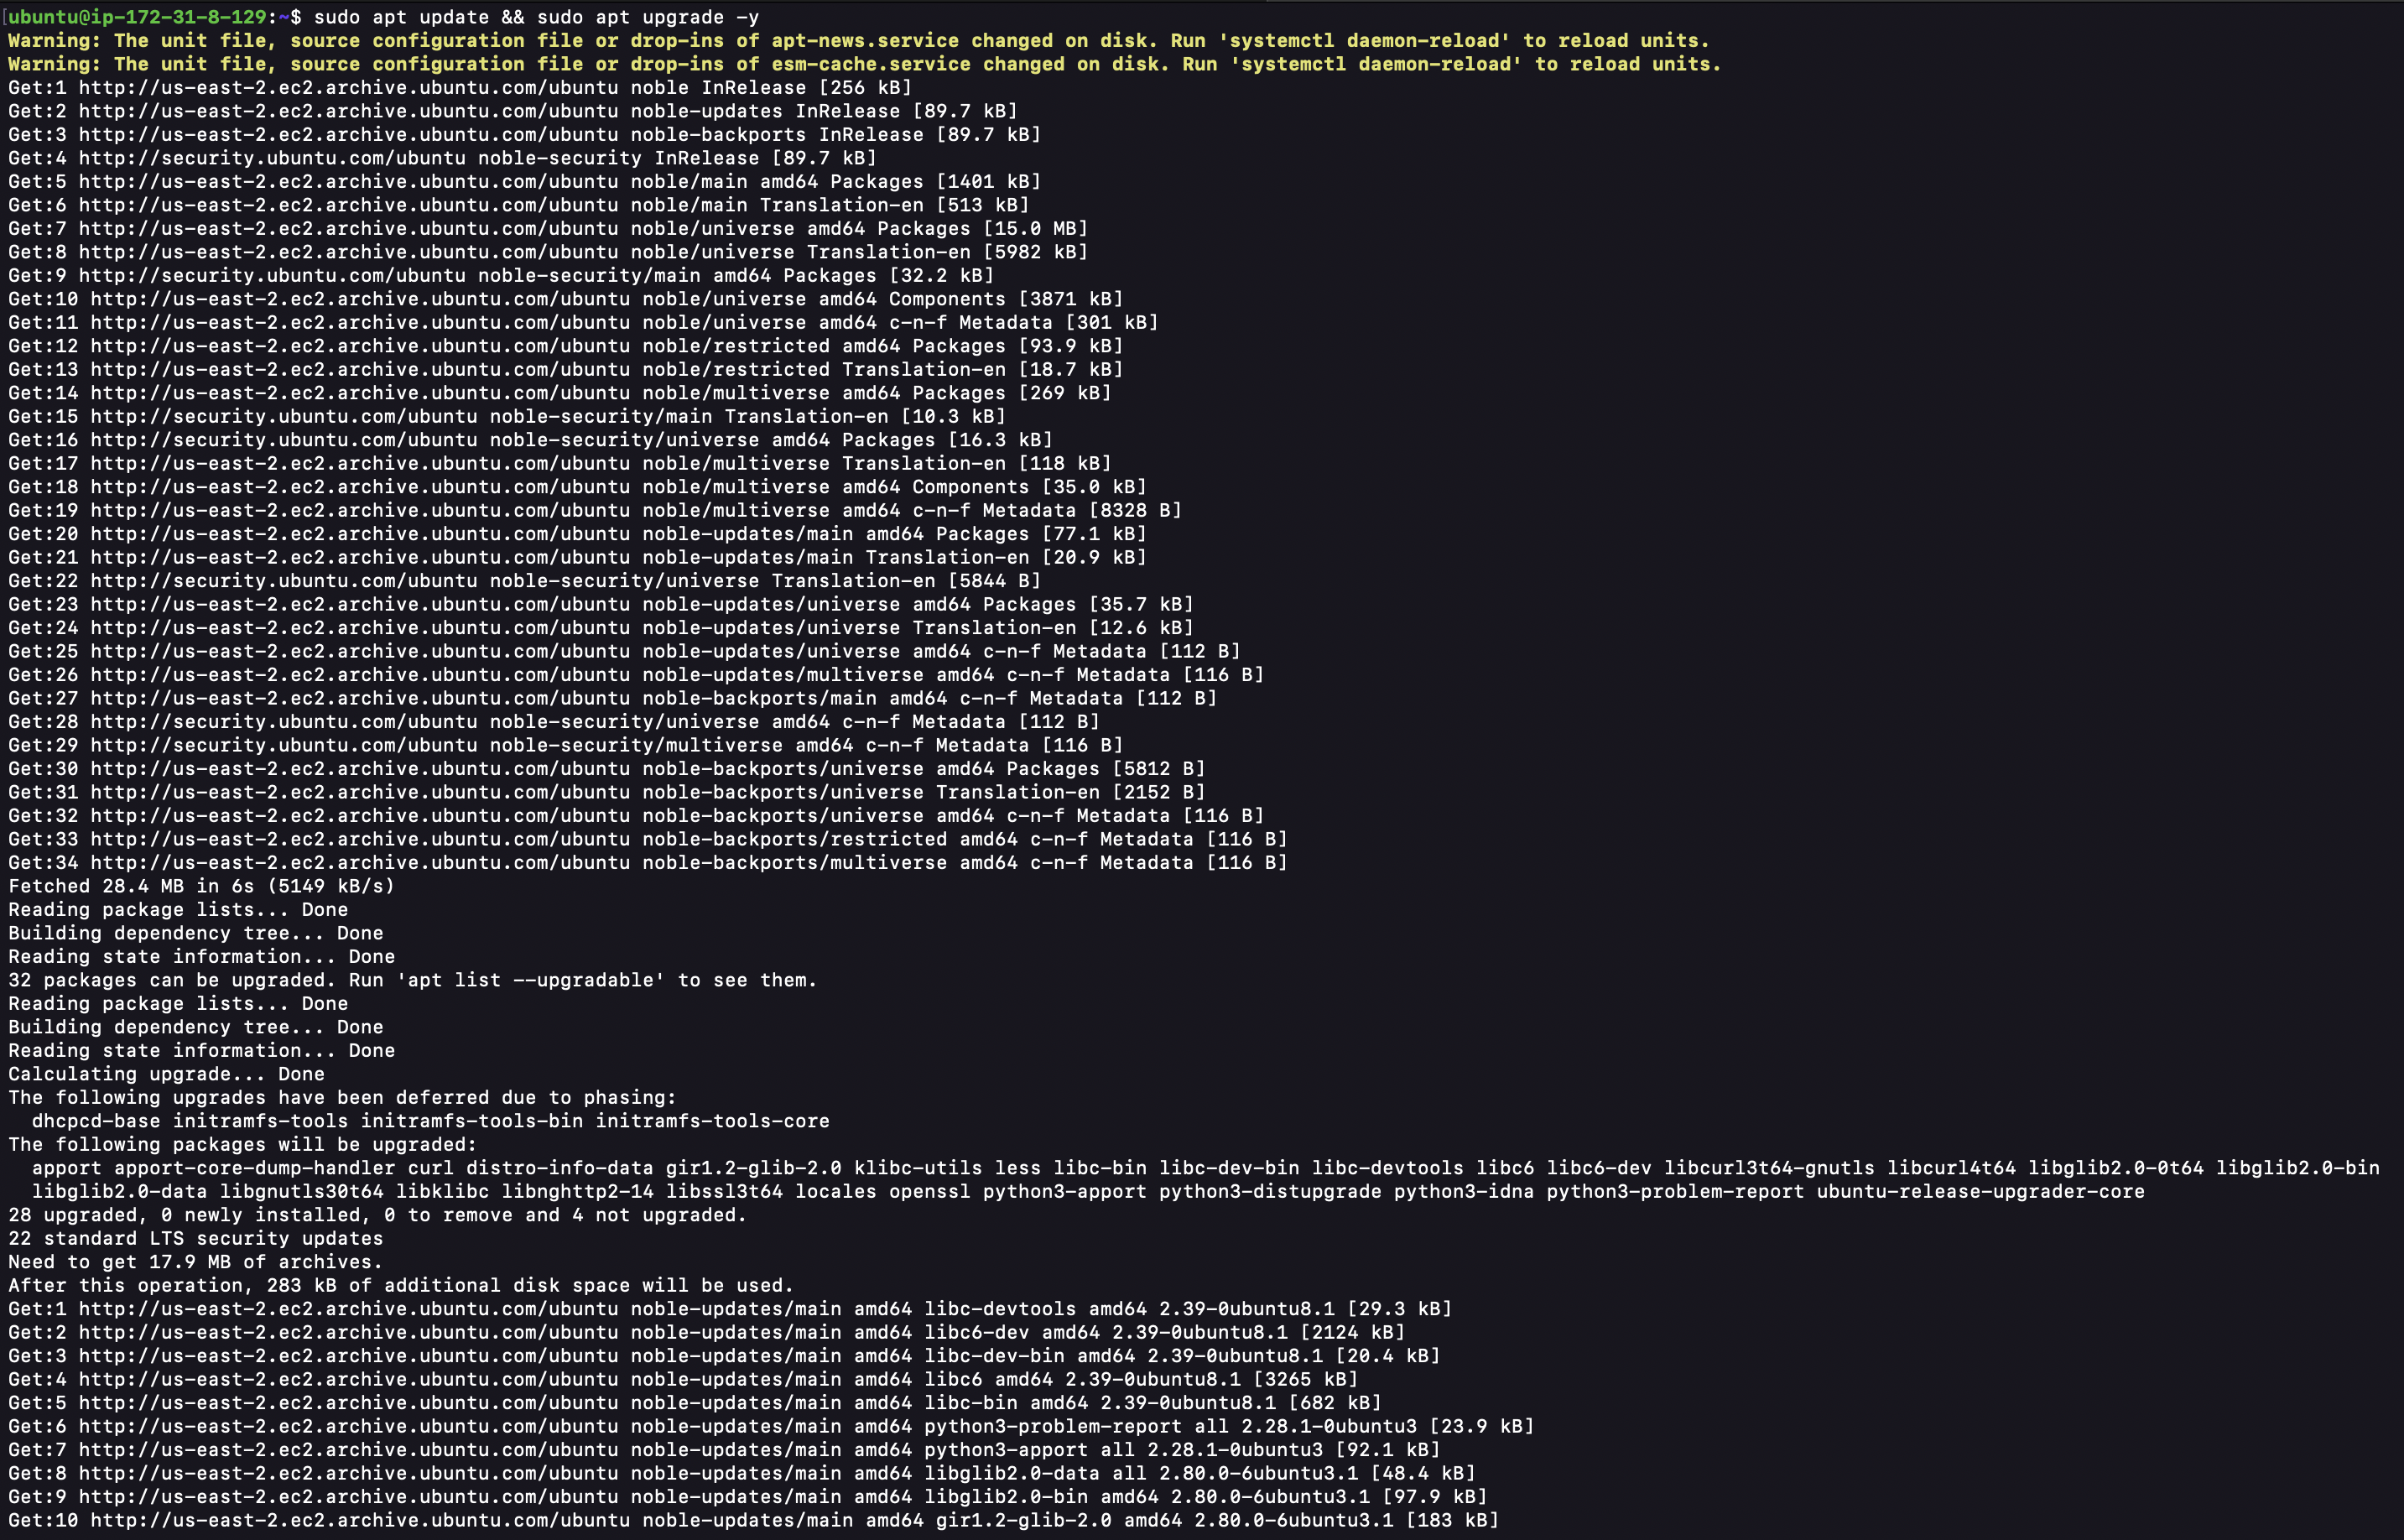 [ubuntu@ip-172-31-8-129:~$ sudo apt update && sudo apt upgrade -y
Warning: The unit file, source configuration file or drop-ins of apt-news.service changed on disk. Run 'systemctl daemon-reload' to reload units.
Warning: The unit file, source configuration file or drop-ins of esm-cache.service changed on disk. Run 'systemctl daemon-reload' to reload units.
Get:1 http://us-east-2.ec2.archive.ubuntu.com/ubuntu noble InRelease [256 kB]
Get:2 http://us-east-2.ec2.archive.ubuntu.com/ubuntu noble-updates InRelease [89.7 kB]
Get:3 http://us-east-2.ec2.archive.ubuntu.com/ubuntu noble-backports InRelease [89.7 kB]
Get:4 http://security.ubuntu.com/ubuntu noble-security InRelease [89.7 kB]
Get:5 http://us-east-2.ec2.archive.ubuntu.com/ubuntu noble/main amd64 Packages [1401 kB]
Get:6 http://us-east-2.ec2.archive.ubuntu.com/ubuntu noble/main Translation-en [513 kB]
Get:7 http://us-east-2.ec2.archive.ubuntu.com/ubuntu noble/universe amd64 Packages [15.0 MB]
Get:8 http://us-east-2.ec2.archive.ubuntu.com/ubuntu noble/universe Translation-en [5982 kB]
Get:9 http://security.ubuntu.com/ubuntu noble-security/main amd64 Packages [32.2 kB]
Get:10 http://us-east-2.ec2.archive.ubuntu.com/ubuntu noble/universe amd64 Components [3871 kB]
Get:11 http://us-east-2.ec2.archive.ubuntu.com/ubuntu noble/universe amd64 c-n-f Metadata [301 kB]
Get:12 http://us-east-2.ec2.archive.ubuntu.com/ubuntu noble/restricted amd64 Packages [93.9 kB]
Get:13 http://us-east-2.ec2.archive.ubuntu.com/ubuntu noble/restricted Translation-en [18.7 kB]
Get:14 http://us-east-2.ec2.archive.ubuntu.com/ubuntu noble/multiverse amd64 Packages [269 kB]
Get:15 http://security.ubuntu.com/ubuntu noble-security/main Translation-en [10.3 kB]
Get:16 http://security.ubuntu.com/ubuntu noble-security/universe amd64 Packages [16.3 kB]
Get:17 http://us-east-2.ec2.archive.ubuntu.com/ubuntu noble/multiverse Translation-en [118 kB]
Get:18 http://us-east-2.ec2.archive.ubuntu.com/ubuntu noble/multiverse amd64 Components [35.0 kB]
Get:19 http://us-east-2.ec2.archive.ubuntu.com/ubuntu noble/multiverse amd64 c-n-f Metadata [8328 B]
Get:20 http://us-east-2.ec2.archive.ubuntu.com/ubuntu noble-updates/main amd64 Packages [77.1 kB]
Get:21 http://us-east-2.ec2.archive.ubuntu.com/ubuntu noble-updates/main Translation-en [20.9 kB]
Get:22 http://security.ubuntu.com/ubuntu noble-security/universe Translation-en [5844 B]
Get:23 http://us-east-2.ec2.archive.ubuntu.com/ubuntu noble-updates/universe amd64 Packages [35.7 kB]
Get:24 http://us-east-2.ec2.archive.ubuntu.com/ubuntu noble-updates/universe Translation-en [12.6 kB]
Get:25 http://us-east-2.ec2.archive.ubuntu.com/ubuntu noble-updates/universe amd64 c-n-f Metadata [112 B]
Get:26 http://us-east-2.ec2.archive.ubuntu.com/ubuntu noble-updates/multiverse amd64 c-n-f Metadata [116 B]
Get:27 http://us-east-2.ec2.archive.ubuntu.com/ubuntu noble-backports/main amd64 c-n-f Metadata [112 B]
Get:28 http://security.ubuntu.com/ubuntu noble-security/universe amd64 c-n-f Metadata [112 B]
Get:29 http://security.ubuntu.com/ubuntu noble-security/multiverse amd64 c-n-f Metadata [116 B]
Get:30 http://us-east-2.ec2.archive.ubuntu.com/ubuntu noble-backports/universe amd64 Packages [5812 B]
Get:31 http://us-east-2.ec2.archive.ubuntu.com/ubuntu noble-backports/universe Translation-en [2152 B]
Get:32 http://us-east-2.ec2.archive.ubuntu.com/ubuntu noble-backports/universe amd64 c-n-f Metadata [116 B]
Get:33 http://us-east-2.ec2.archive.ubuntu.com/ubuntu noble-backports/restricted amd64 c-n-f Metadata [116 B]
Get:34 http://us-east-2.ec2.archive.ubuntu.com/ubuntu noble-backports/multiverse amd64 c-n-f Metadata [116 B]
Fetched 28.4 MB in 6s (5149 kB/s)
Reading package lists... Done
Building dependency tree... Done
Reading state information... Done
32 packages can be upgraded. Run 'apt list --upgradable' to see them.
Reading package lists... Done
Building dependency tree... Done
Reading state information... Done
Calculating upgrade... Done
The following upgrades have been deferred due to phasing:
  dhcpcd-base initramfs-tools initramfs-tools-bin initramfs-tools-core
The following packages will be upgraded:
  apport apport-core-dump-handler curl distro-info-data gir1.2-glib-2.0 klibc-utils less libc-bin libc-dev-bin libc-devtools libc6 libc6-dev libcurl3t64-gnutls libcurl4t64 libglib2.0-0t64 libglib2.0-bin
  libglib2.0-data libgnutls30t64 libklibc libnghttp2-14 libssl3t64 locales openssl python3-apport python3-distupgrade python3-idna python3-problem-report ubuntu-release-upgrader-core
28 upgraded, 0 newly installed, 0 to remove and 4 not upgraded.
22 standard LTS security updates
Need to get 17.9 MB of archives.
After this operation, 283 kB of additional disk space will be used.
Get:1 http://us-east-2.ec2.archive.ubuntu.com/ubuntu noble-updates/main amd64 libc-devtools amd64 2.39-0ubuntu8.1 [29.3 kB]
Get:2 http://us-east-2.ec2.archive.ubuntu.com/ubuntu noble-updates/main amd64 libc6-dev amd64 2.39-0ubuntu8.1 [2124 kB]
Get:3 http://us-east-2.ec2.archive.ubuntu.com/ubuntu noble-updates/main amd64 libc-dev-bin amd64 2.39-0ubuntu8.1 [20.4 kB]
Get:4 http://us-east-2.ec2.archive.ubuntu.com/ubuntu noble-updates/main amd64 libc6 amd64 2.39-0ubuntu8.1 [3265 kB]
Get:5 http://us-east-2.ec2.archive.ubuntu.com/ubuntu noble-updates/main amd64 libc-bin amd64 2.39-0ubuntu8.1 [682 kB]
Get:6 http://us-east-2.ec2.archive.ubuntu.com/ubuntu noble-updates/main amd64 python3-problem-report all 2.28.1-0ubuntu3 [23.9 kB]
Get:7 http://us-east-2.ec2.archive.ubuntu.com/ubuntu noble-updates/main amd64 python3-apport all 2.28.1-0ubuntu3 [92.1 kB]
Get:8 http://us-east-2.ec2.archive.ubuntu.com/ubuntu noble-updates/main amd64 libglib2.0-data all 2.80.0-6ubuntu3.1 [48.4 kB]
Get:9 http://us-east-2.ec2.archive.ubuntu.com/ubuntu noble-updates/main amd64 libglib2.0-bin amd64 2.80.0-6ubuntu3.1 [97.9 kB]
Get:10 http://us-east-2.ec2.archive.ubuntu.com/ubuntu noble-updates/main amd64 gir1.2-glib-2.0 amd64 2.80.0-6ubuntu3.1 [183 kB]